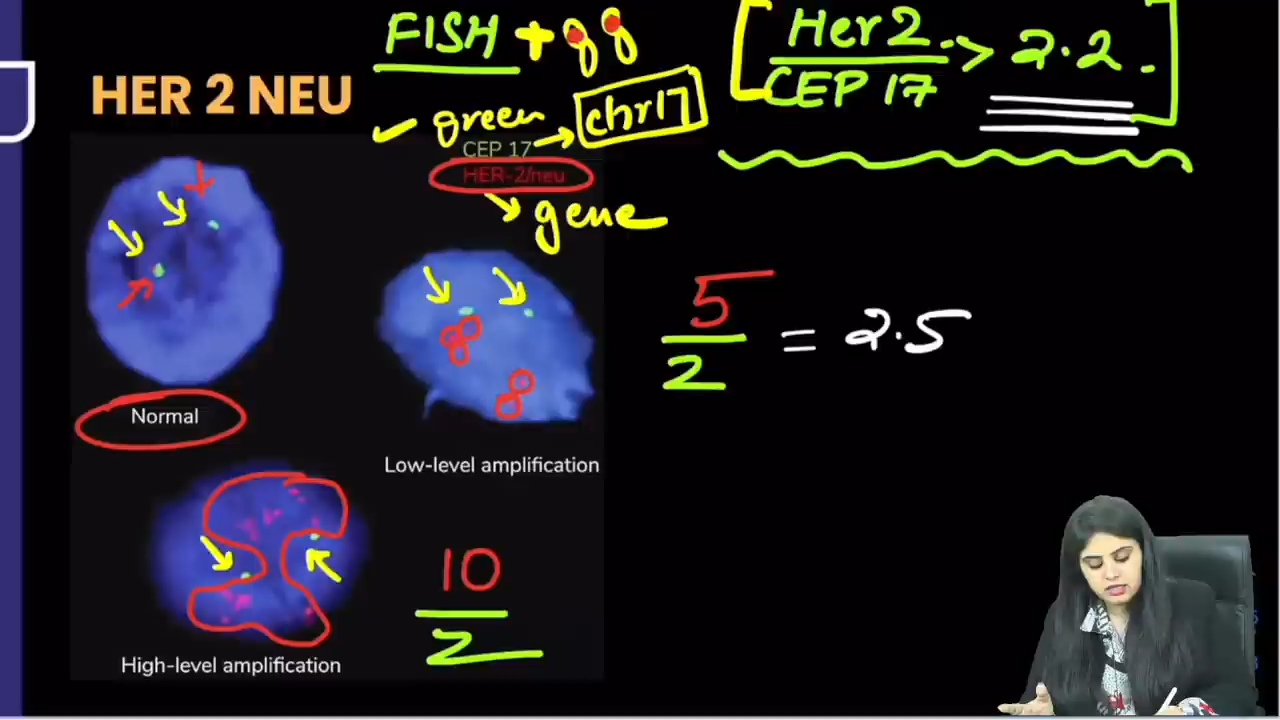 FISH +
HER 2 NEU
green → chr17
CEP 17
HER-2/neu
gene
Her2
CEP 17
> 2.2
5
2
= 2.5
Normal
Low-level amplification
10
2
High-level amplification